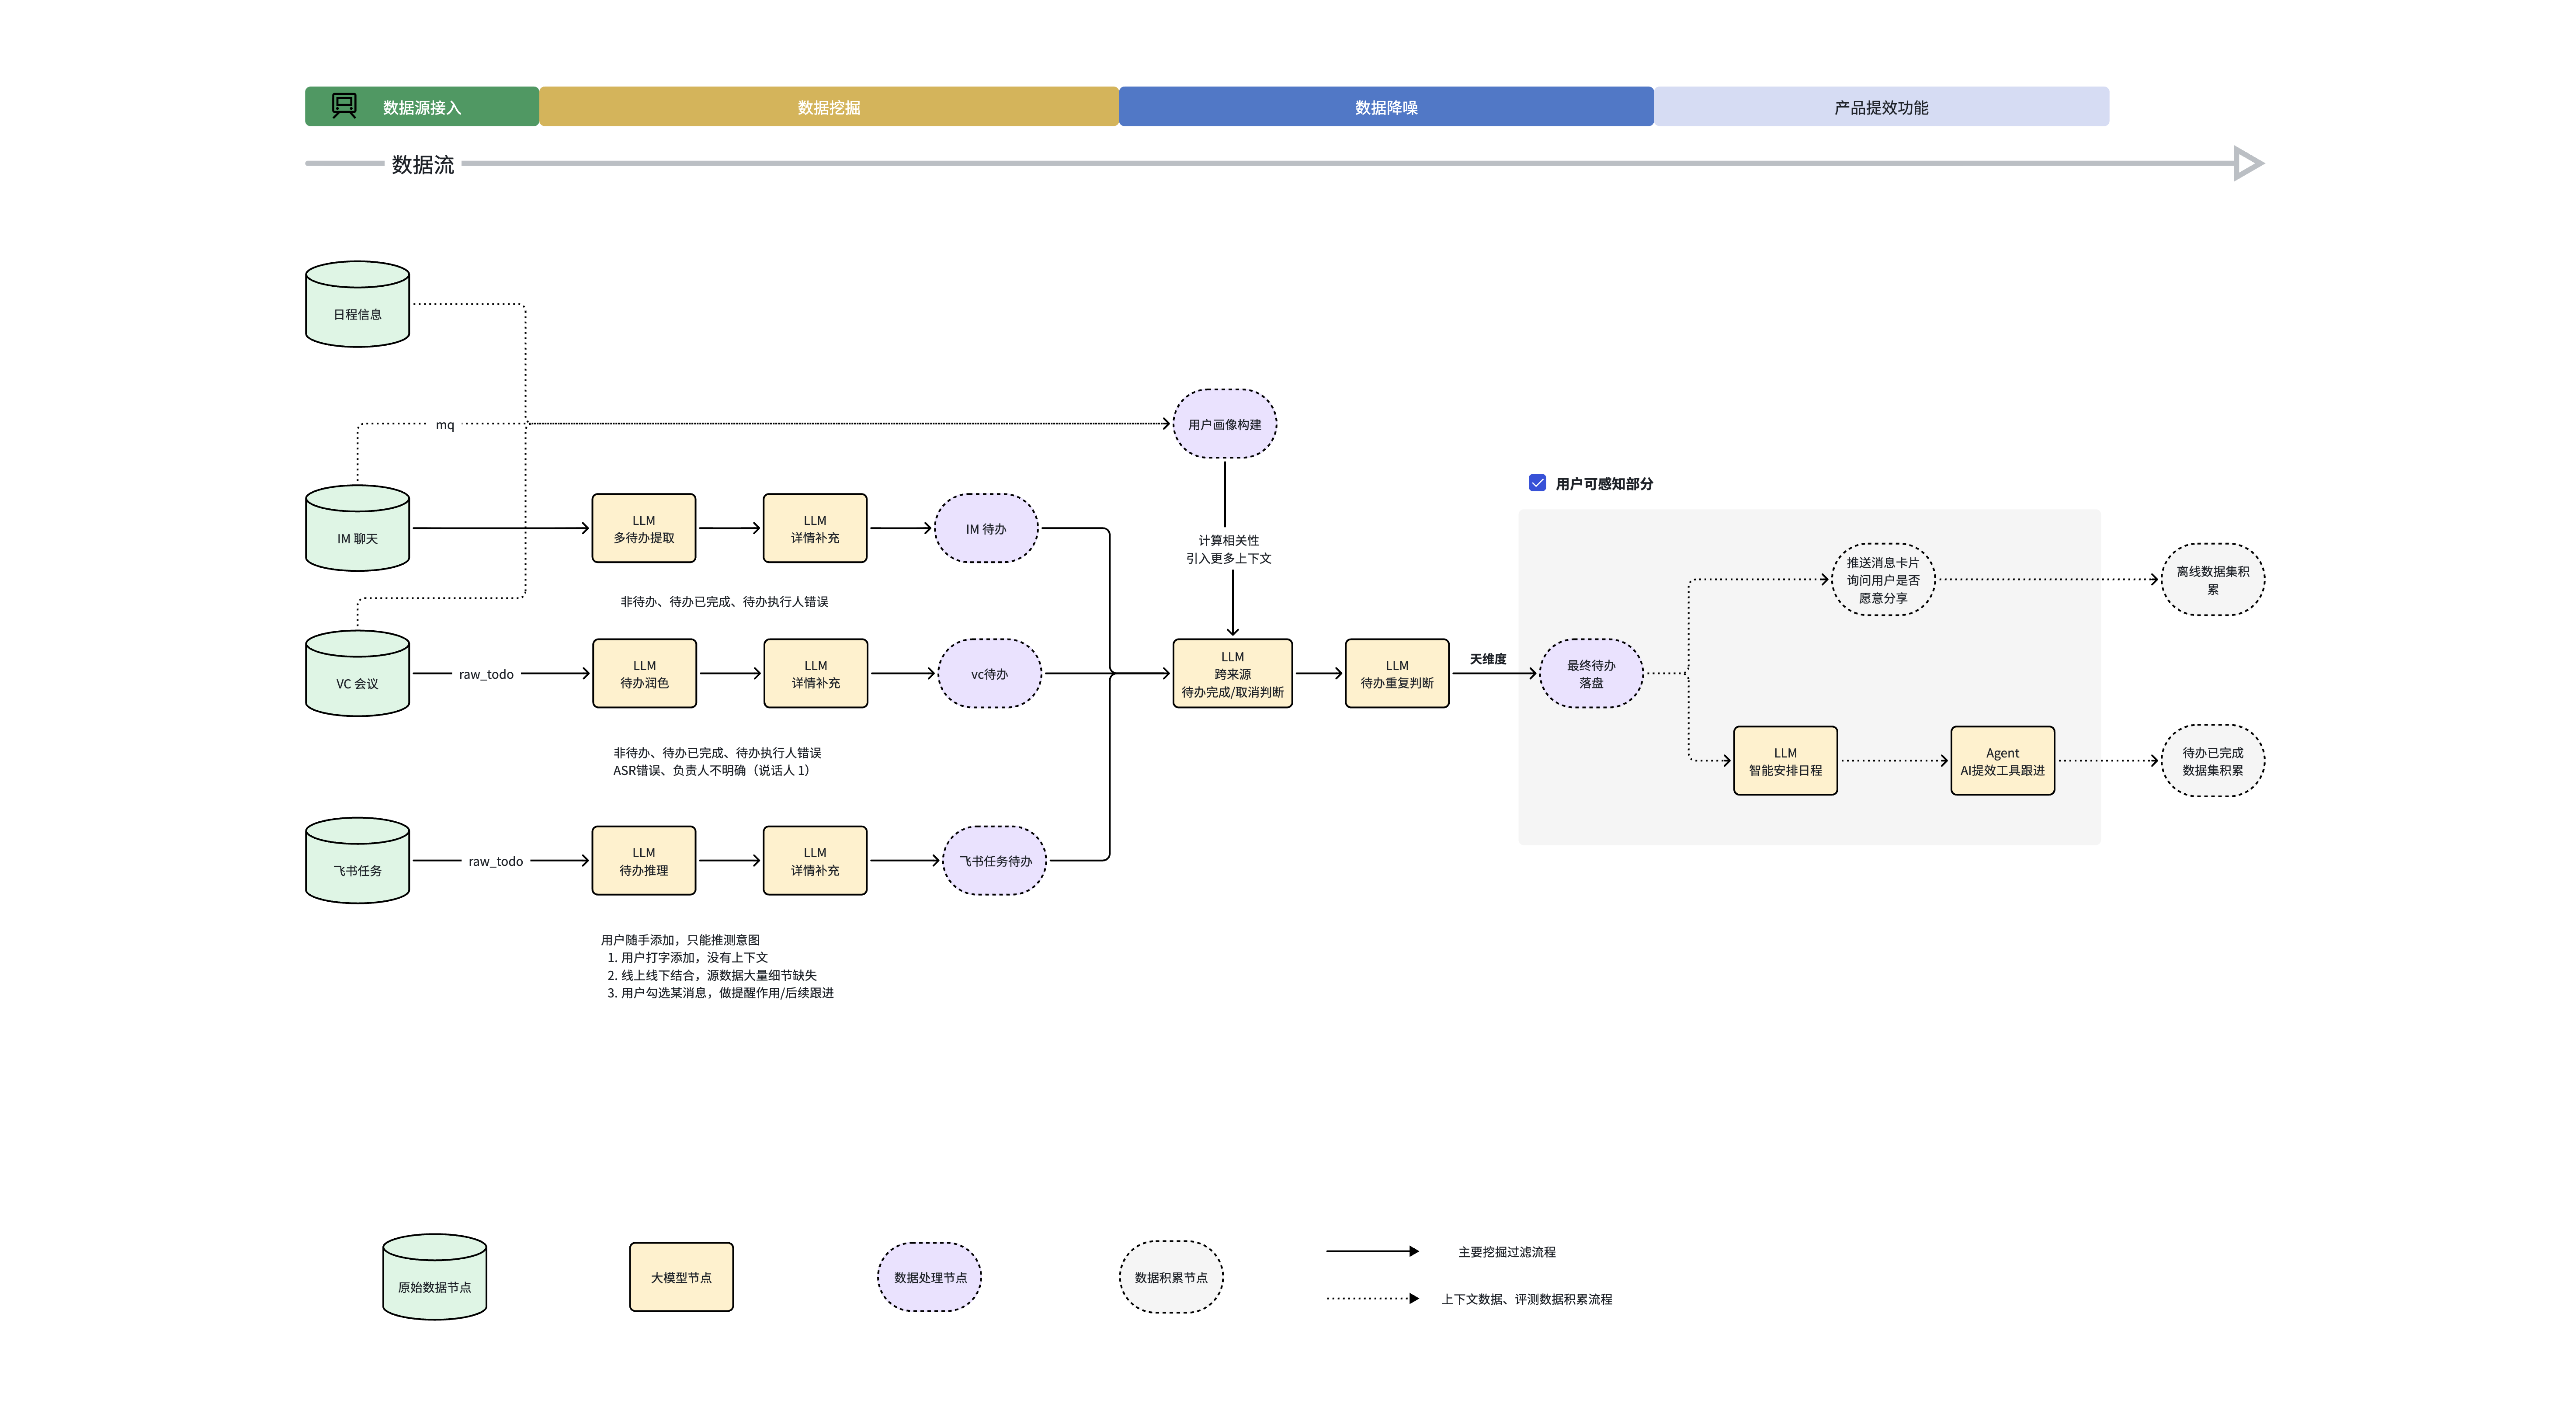 数据源接入
数据挖掘
数据降噪
产品提效功能
数据流
日程信息
mq
用户画像构建
用户可感知部分
IM 聊天
LLM
多待办提取
LLM
详情补充
IM 待办
计算相关性
引入更多上下文
推送消息卡片
询问用户是否
愿意分享
离线数据集积
累
非待办、待办已完成、待办执行人错误
VC 会议
raw_todo
LLM
待办润色
LLM
详情补充
vc待办
LLM
跨来源
待办完成/取消判断
LLM
待办重复判断
天维度
最终待办
落盘
非待办、待办已完成、待办执行人错误
ASR错误、负责人不明确（说话人 1）
LLM
智能安排日程
Agent
AI提效工具跟进
待办已完成
数据集积累
飞书任务
raw_todo
LLM
待办推理
LLM
详情补充
飞书任务待办
用户随手添加，只能推测意图
1. 用户打字添加，没有上下文
2. 线上线下结合，源数据大量细节缺失
3. 用户勾选某消息，做提醒作用/后续跟进
原始数据节点
大模型节点
数据处理节点
数据积累节点
主要挖掘过滤流程
上下文数据、评测数据积累流程